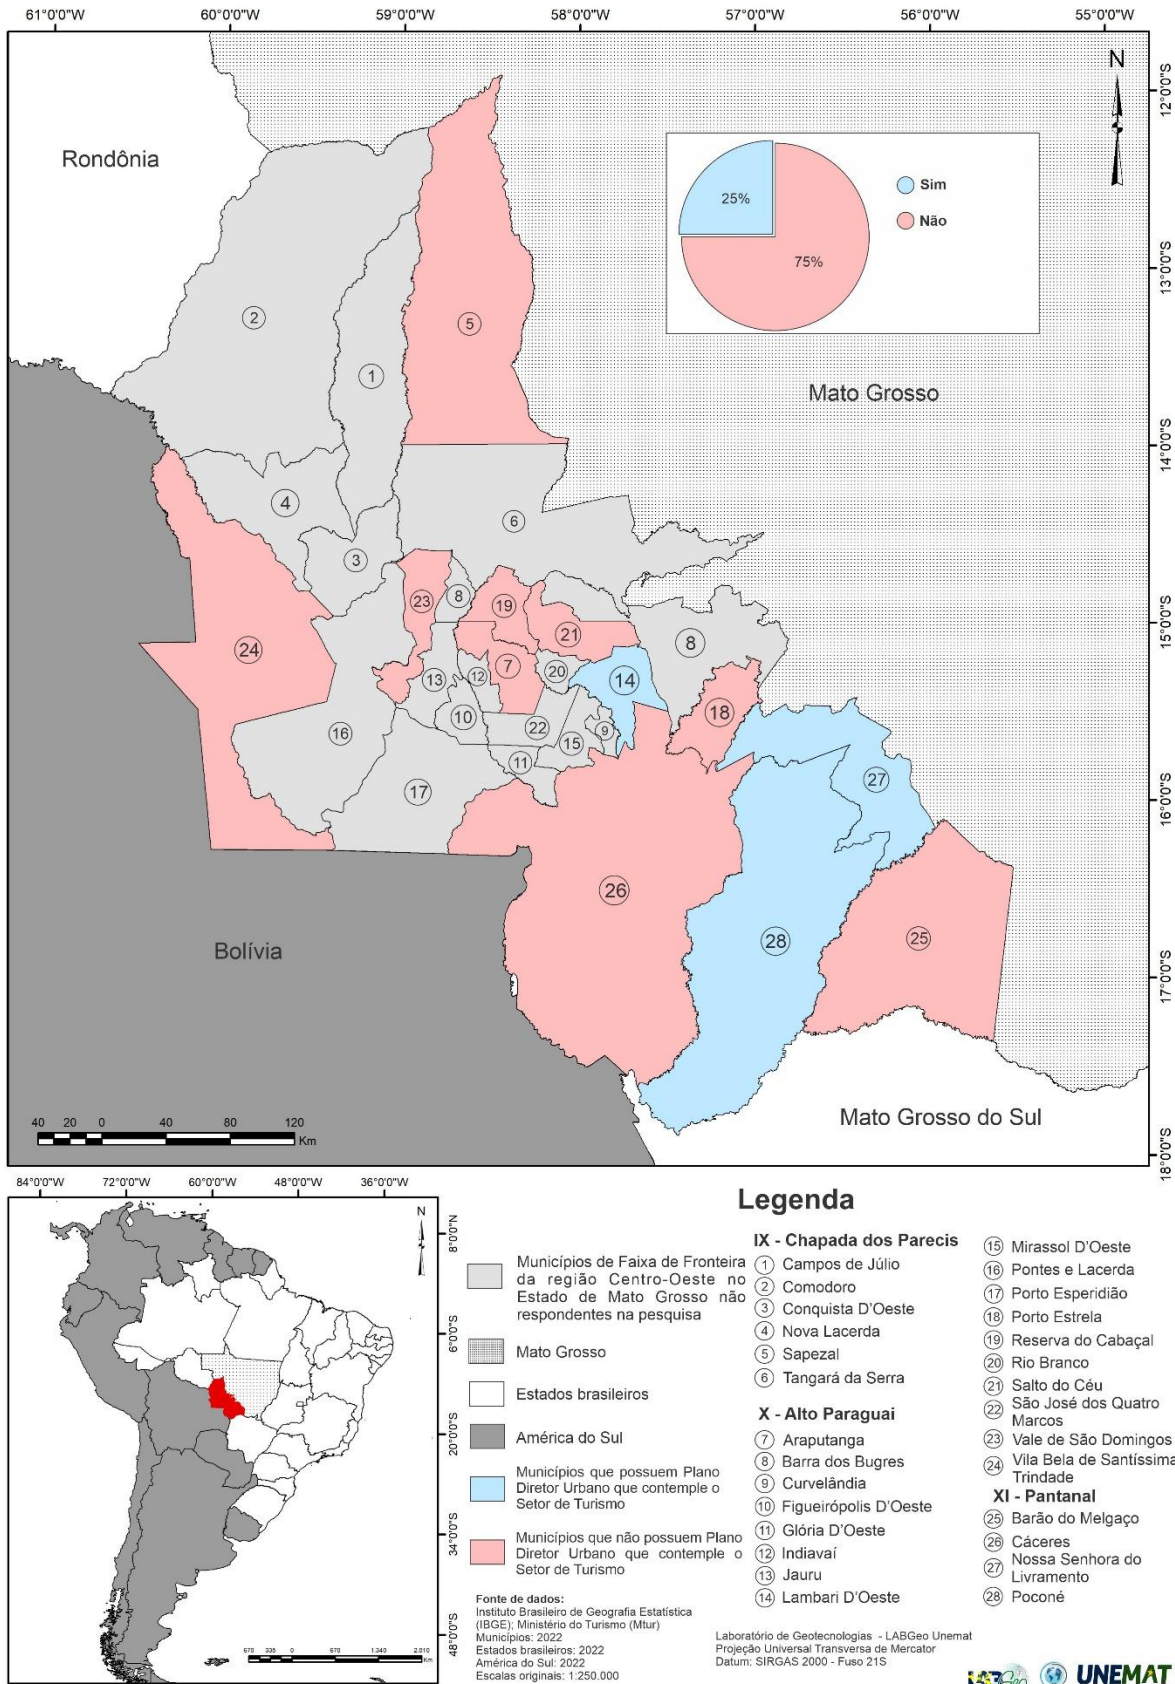 61°0'0"W 60°0'0"W 59°0'0"W 58°0'0"W 57°0'0"W 56°0'0"W 55°0'0"W
N
12°0'0"S
13°0'0"S
14°0'0"S
15°0'0"S
16°0'0"S
17°0'0"S
18°0'0"S
Rondônia
25%
75%
Sim
Não
Mato Grosso
Bolívia
Mato Grosso do Sul
2
1
5
4
3
6
23
8
19
21
8
24
7
20
14
13
12
18
10
22
9
16
15
11
17
27
26
28
25
40 20 0 40 80 120
Km
84°0'0"W 72°0'0"W 60°0'0"W 48°0'0"W 36°0'0"W
N
8°0'0"N
6°0'0"S
20°0'0"S
34°0'0"S
48°0'0"S
670 335 0 670 1.340 2.010
Km
Legenda
Municípios de Faixa de Fronteira
da região Centro-Oeste no
Estado de Mato Grosso não
respondentes na pesquisa
Mato Grosso
Estados brasileiros
América do Sul
Municípios que possuem Plano
Diretor Urbano que contemple o
Setor de Turismo
Municípios que não possuem Plano
Diretor Urbano que contemple o
Setor de Turismo
IX - Chapada dos Parecis
1 Campos de Júlio
2 Comodoro
3 Conquista D'Oeste
4 Nova Lacerda
5 Sapezal
6 Tangará da Serra
X - Alto Paraguai
7 Araputanga
8 Barra dos Bugres
9 Curvelândia
10 Figueirópolis D'Oeste
11 Glória D'Oeste
12 Indiavaí
13 Jauru
14 Lambari D'Oeste
15 Mirassol D'Oeste
16 Pontes e Lacerda
17 Porto Esperidião
18 Porto Estrela
19 Reserva do Cabaçal
20 Rio Branco
21 Salto do Céu
22 São José dos Quatro
Marcos
23 Vale de São Domingos
24 Vila Bela de Santíssima
Trindade
XI - Pantanal
25 Barão do Melgaço
26 Cáceres
27 Nossa Senhora do
Livramento
28 Poconé
Fonte de dados:
Instituto Brasileiro de Geografia Estatística
(IBGE); Ministério do Turismo (Mtur)
Municípios: 2022
Estados brasileiros: 2022
América do Sul: 2022
Escalas originais: 1:250.000
Laboratório de Geotecnologias - LABGeo Unemat
Projeção Universal Transversa de Mercator
Datum: SIRGAS 2000 - Fuso 21S
UNEMAT